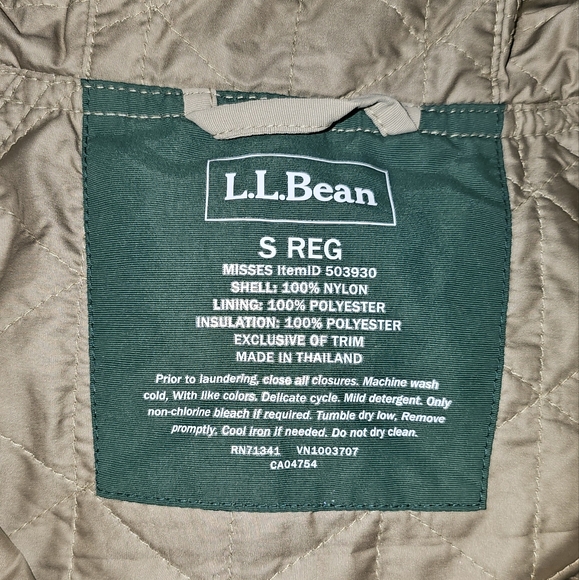 L.L.Bean
S REG
MISSES ItemID 503930
SHELL: 100% NYLON
LINING: 100% POLYESTER
INSULATION: 100% POLYESTER
EXCLUSIVE OF TRIM
MADE IN THAILAND
Prior to laundering, close all closures. Machine wash
cold, With like colors. Delicate cycle. Mild detergent. Only
non-chlorine bleach if required. Tumble dry low, Remove
promptly. Cool iron if needed. Do not dry clean.
RN71341 VN1003707
CA04754